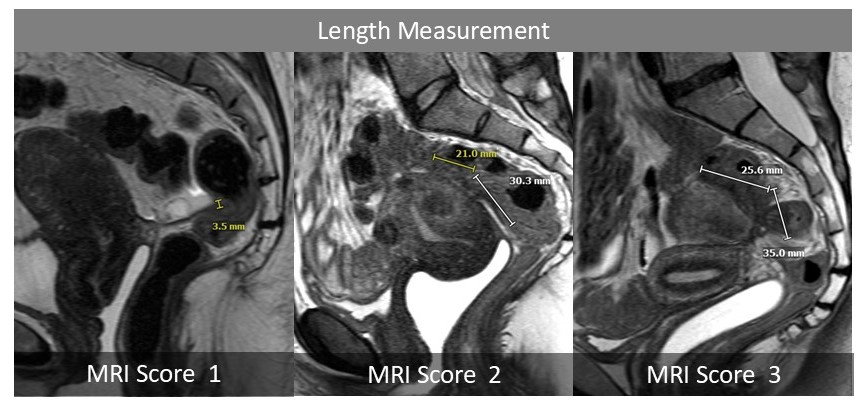 Length Measurement
3.5 mm
21.0 mm
30.3 mm
25.6 mm
35.0 mm
MRI Score 1
MRI Score 2
MRI Score 3